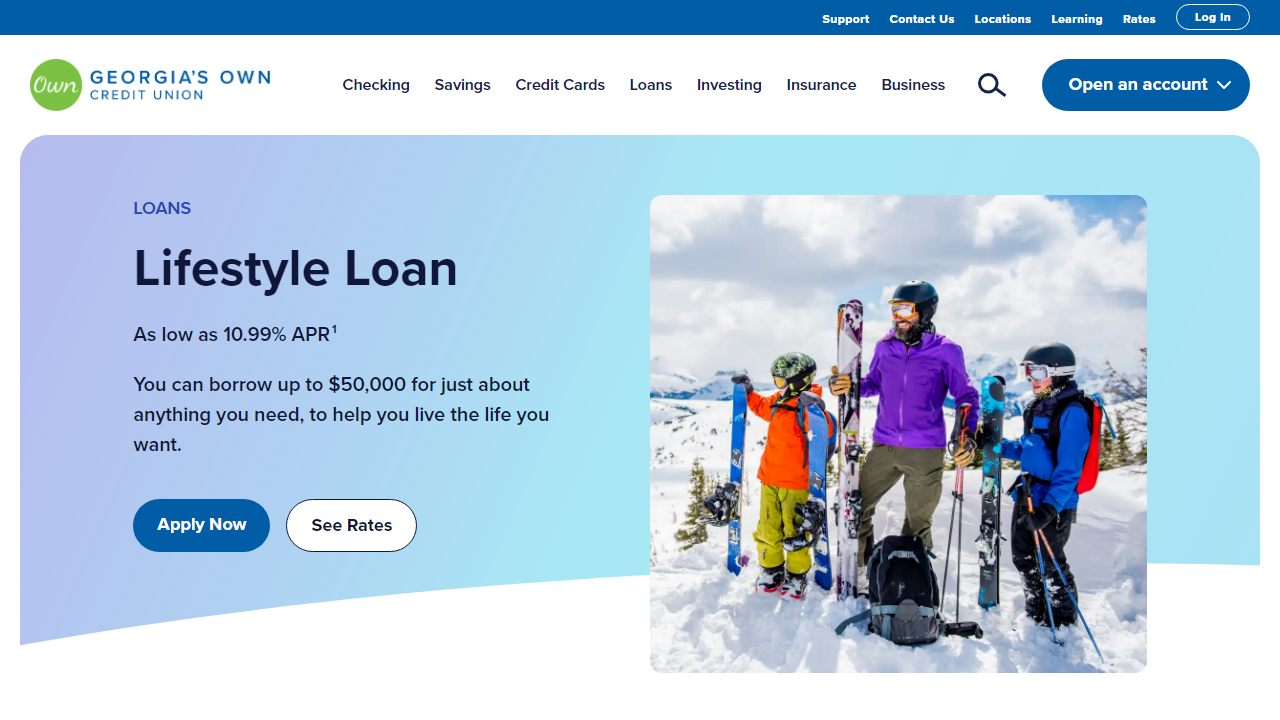 Support Contact Us Locations Learning Rates Log In
Own GEORGIA'S OWN
CREDIT UNION
Checking Savings Credit Cards Loans Investing Insurance Business Open an account
LOANS
Lifestyle Loan
As low as 10.99% APR¹
You can borrow up to $50,000 for just about
anything you need, to help you live the life you
want.
Apply Now See Rates